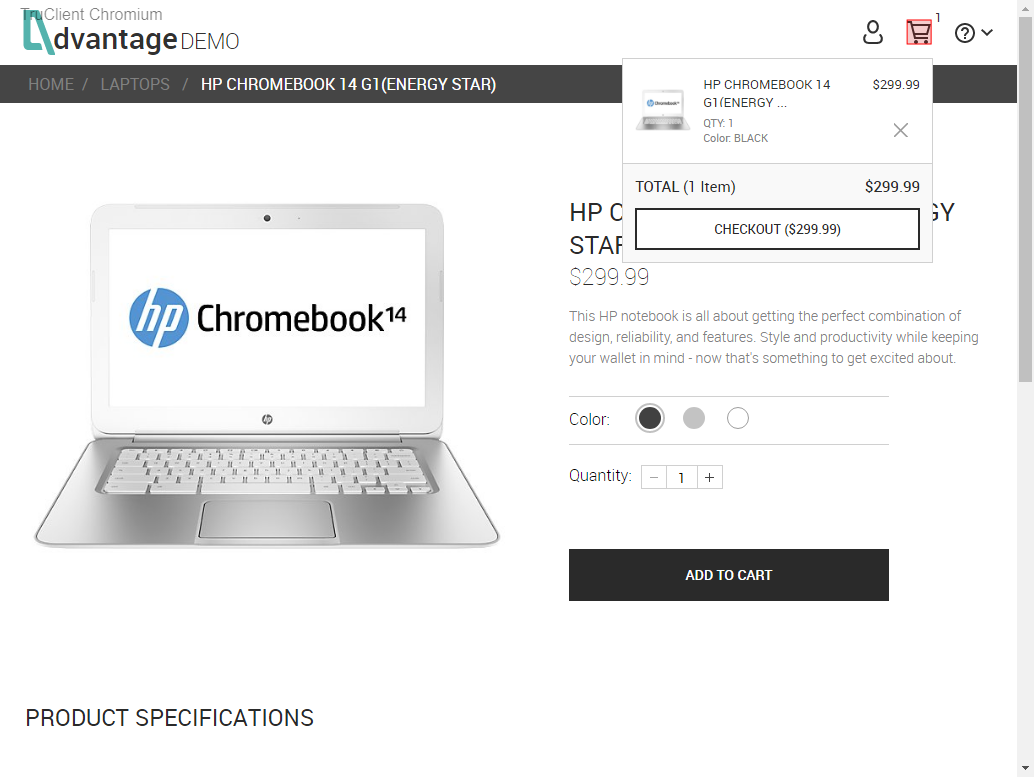 TruClient Chromium
dvantage DEMO
1
HOME / LAPTOPS / HP CHROMEBOOK 14 G1(ENERGY STAR)
HP CHROMEBOOK 14 $299.99
G1(ENERGY ...
QTY: 1
Color: BLACK
TOTAL (1 Item) $299.99
CHECKOUT ($299.99)
HP
STAR
$299.99
This HP notebook is all about getting the perfect combination of
design, reliability, and features. Style and productivity while keeping
your wallet in mind - now that's something to get excited about.
Color:
Quantity: − 1 +
ADD TO CART
hp Chromebook14
hp
PRODUCT SPECIFICATIONS